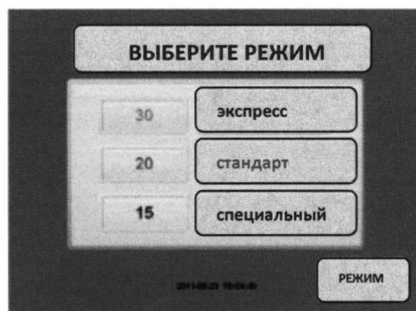 ВЫБЕРИТЕ РЕЖИМ
30 экспресс
20 стандарт
15 специальный
РЕЖИМ